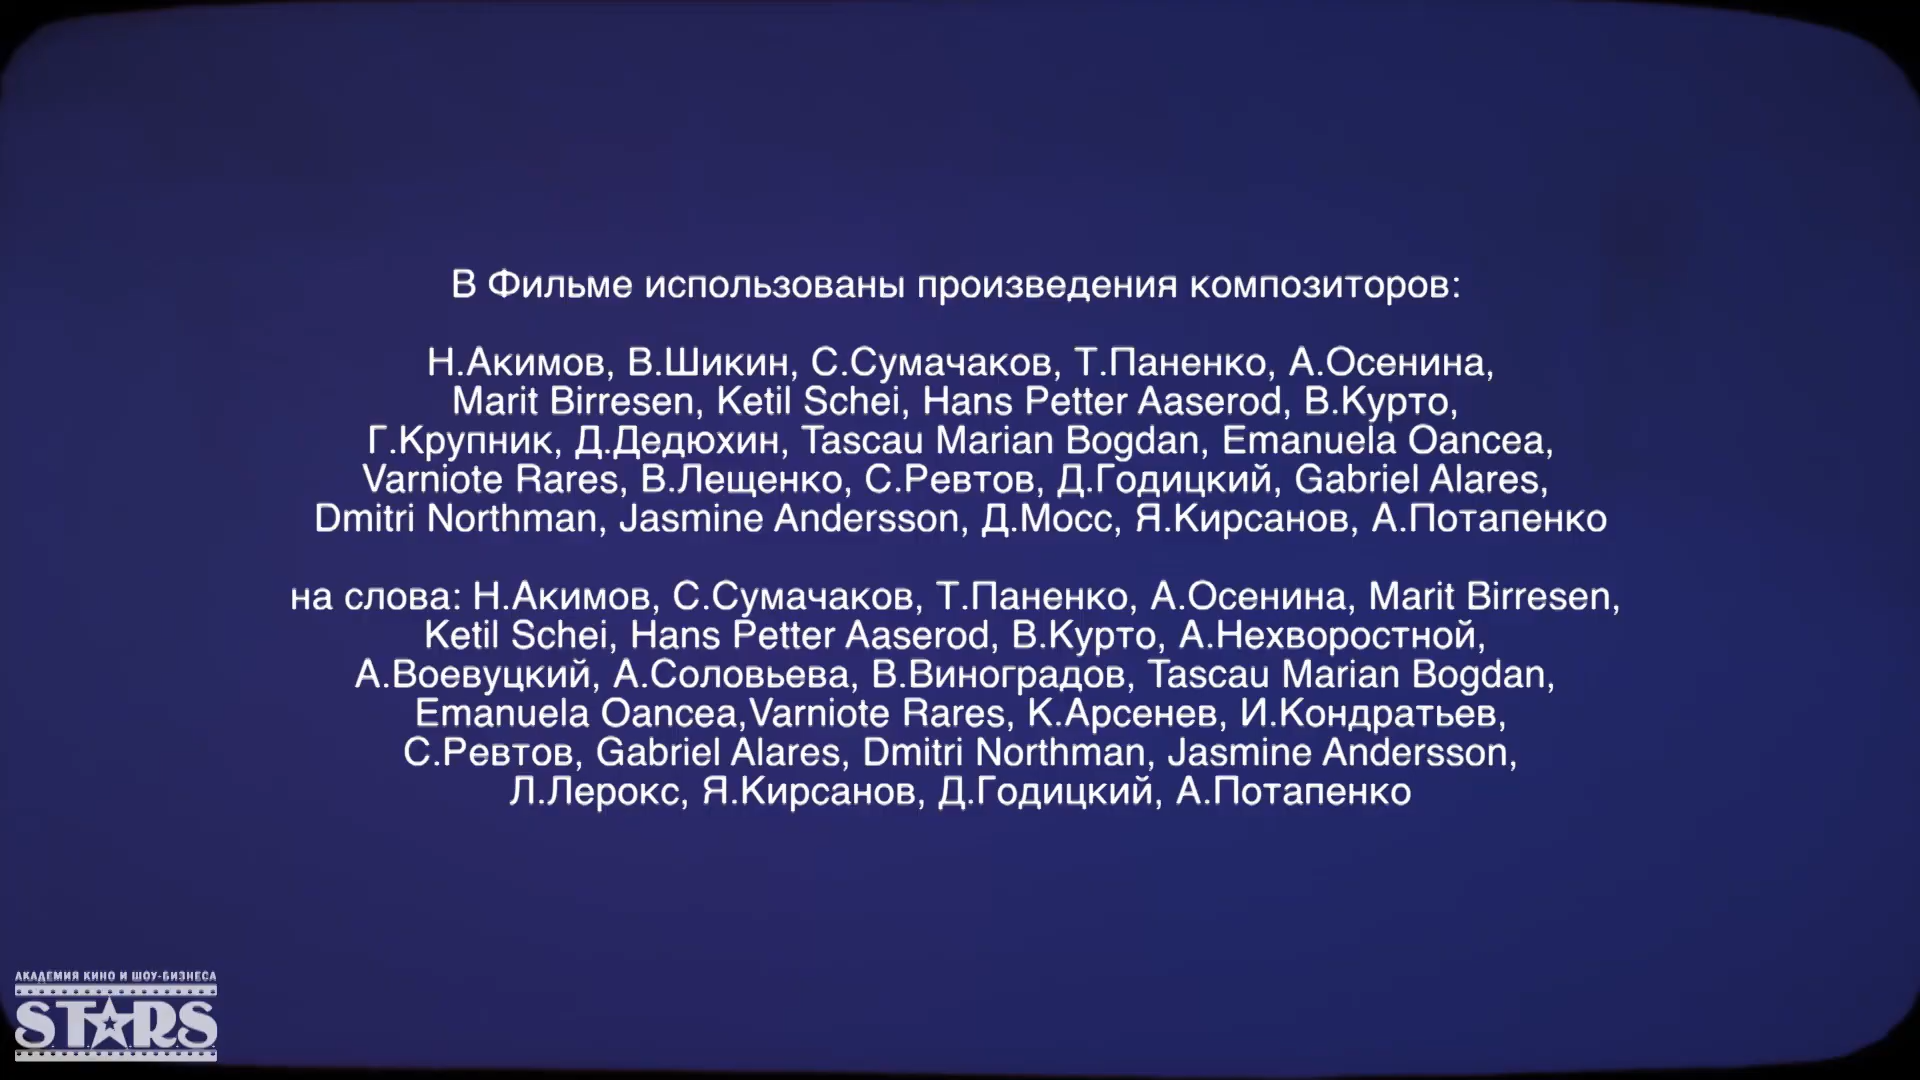 В Фильме использованы произведения композиторов:
Н.Акимов, В.Шикин, С.Сумачаков, Т.Паненко, А.Осенина,
Marit Birresen, Ketil Schei, Hans Petter Aaserod, В.Курто,
Г.Крупник, Д.Дедюхин, Tascau Marian Bogdan, Emanuela Oancea,
Varniote Rares, В.Лещенко, С.Ревтов, Д.Годицкий, Gabriel Alares,
Dmitri Northman, Jasmine Andersson, Д.Мосс, Я.Кирсанов, А.Потапенко
на слова: Н.Акимов, С.Сумачаков, Т.Паненко, А.Осенина, Marit Birresen,
Ketil Schei, Hans Petter Aaserod, В.Курто, А.Нехворостной,
А.Воевуцкий, А.Соловьева, В.Виноградов, Tascau Marian Bogdan,
Emanuela Oancea,Varniote Rares, К.Арсенев, И.Кондратьев,
С.Ревтов, Gabriel Alares, Dmitri Northman, Jasmine Andersson,
Л.Лерокс, Я.Кирсанов, Д.Годицкий, А.Потапенко
АКАДЕМИЯ КИНО И ШОУ-БИЗНЕСА
STARS